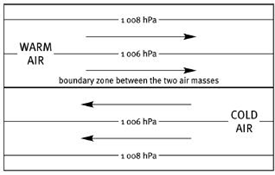 1 008 hPa
WARM
AIR
1 006 hPa
boundary zone between the two air masses
1 006 hPa
COLD
AIR
1 008 hPa